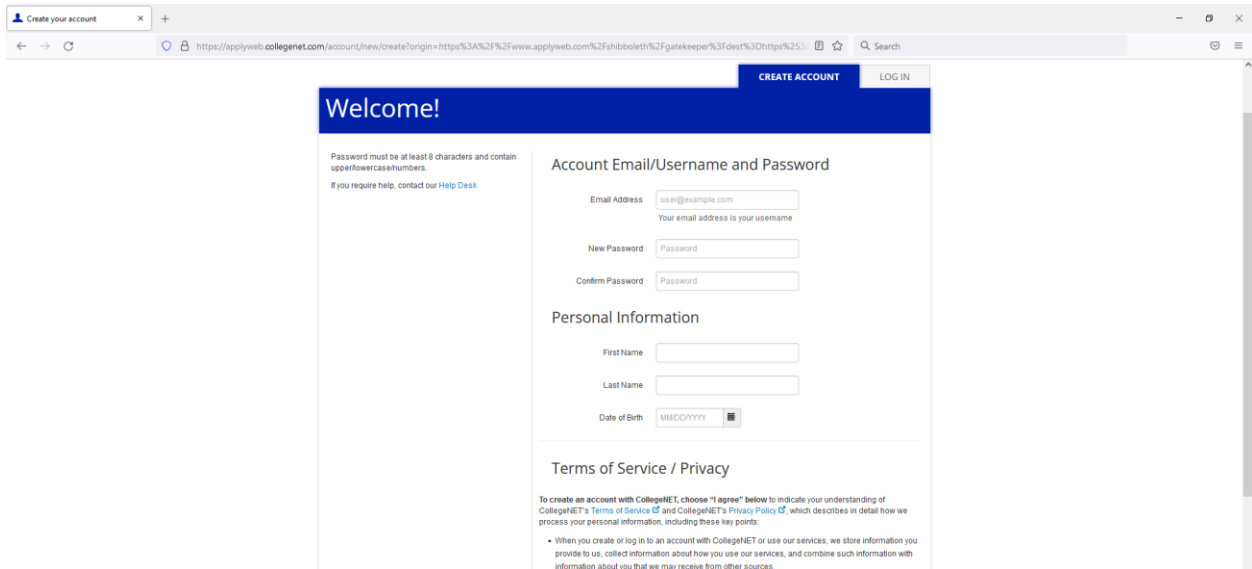 Create your account
https://applyweb.collegenet.com/account/new/create?origin=https%3A%2F%2Fwww.applyweb.com%2Fshibboleth%2Fgatekeeper%3Fdest%3Dhttps%253
Search
CREATE ACCOUNT
LOG IN
Welcome!
Password must be at least 8 characters and contain
upper/lowercase/numbers.
If you require help, contact our Help Desk
Account Email/Username and Password
Email Address
user@example.com
Your email address is your username
New Password
Password
Confirm Password
Password
Personal Information
First Name
Last Name
Date of Birth
MM/DD/YYYY
Terms of Service / Privacy
To create an account with CollegeNET, choose “I agree” below to indicate your understanding of
CollegeNET's Terms of Service and CollegeNET's Privacy Policy, which describes in detail how we
process your personal information, including these key points:
• When you create or log in to an account with CollegeNET or use our services, we store information you
provide to us, collect information about how you use our services, and combine such information with
information about you that we may receive from other sources.